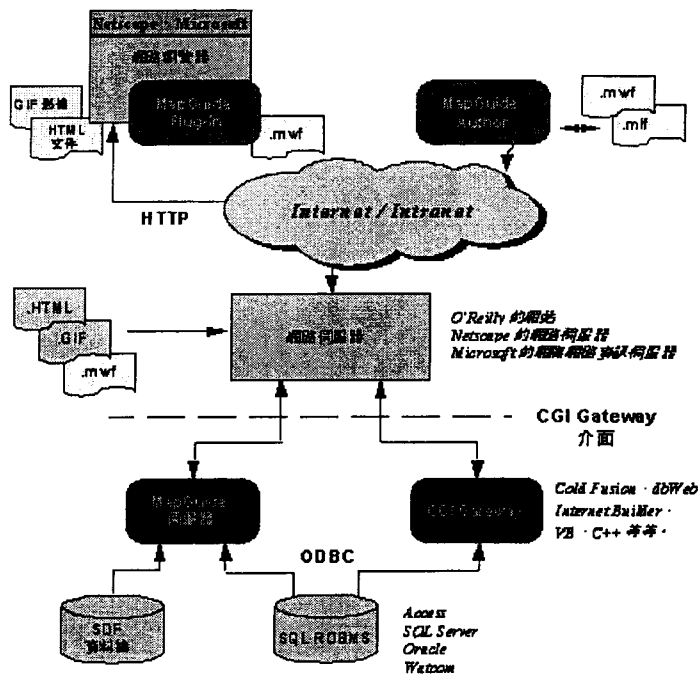 Netscape · Microsoft
網路瀏覽器
MapGuide
Plug-In
GIF 影像
HTML
文件
.mwf
MapGuide
Author
.mwf
.mlf
HTTP
Internet / Intranet
.HTML
.GIF
.mwf
網路伺服器
O'Reilly 的網站
Netscape 的網路伺服器
Microsoft 的網際網路資訊伺服器
CGI Gateway
介面
MapGuide
伺服器
CGI Gateway
Cold Fusion · dbWeb
Internet Builder ·
VB · C++ 等等。
ODBC
SDF
資料檔
SQL RDBMS
Access
SQL Server
Oracle
Watcom